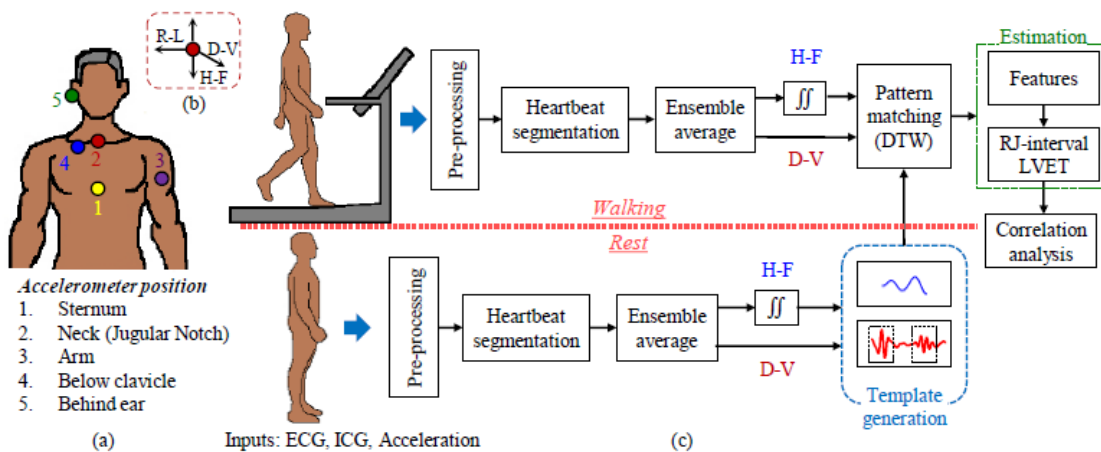 R-L
D-V
H-F
(b)
5
4
2
3
1
Accelerometer position
1. Sternum
2. Neck (Jugular Notch)
3. Arm
4. Below clavicle
5. Behind ear
(a)
Pre-processing
Heartbeat
segmentation
Ensemble
average
H-F
∬
D-V
Pattern
matching
(DTW)
Estimation
Features
RJ-interval
LVET
Correlation
analysis
Walking
Rest
Pre-processing
Heartbeat
segmentation
Ensemble
average
H-F
∬
D-V
Template
generation
Inputs: ECG, ICG, Acceleration
(c)